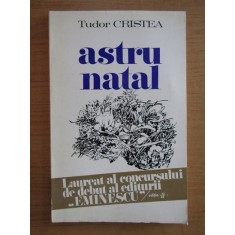 Tudor CRISTEA
astru
natal
Laureat al concursului
de debut al editurii
„EMINESCU"